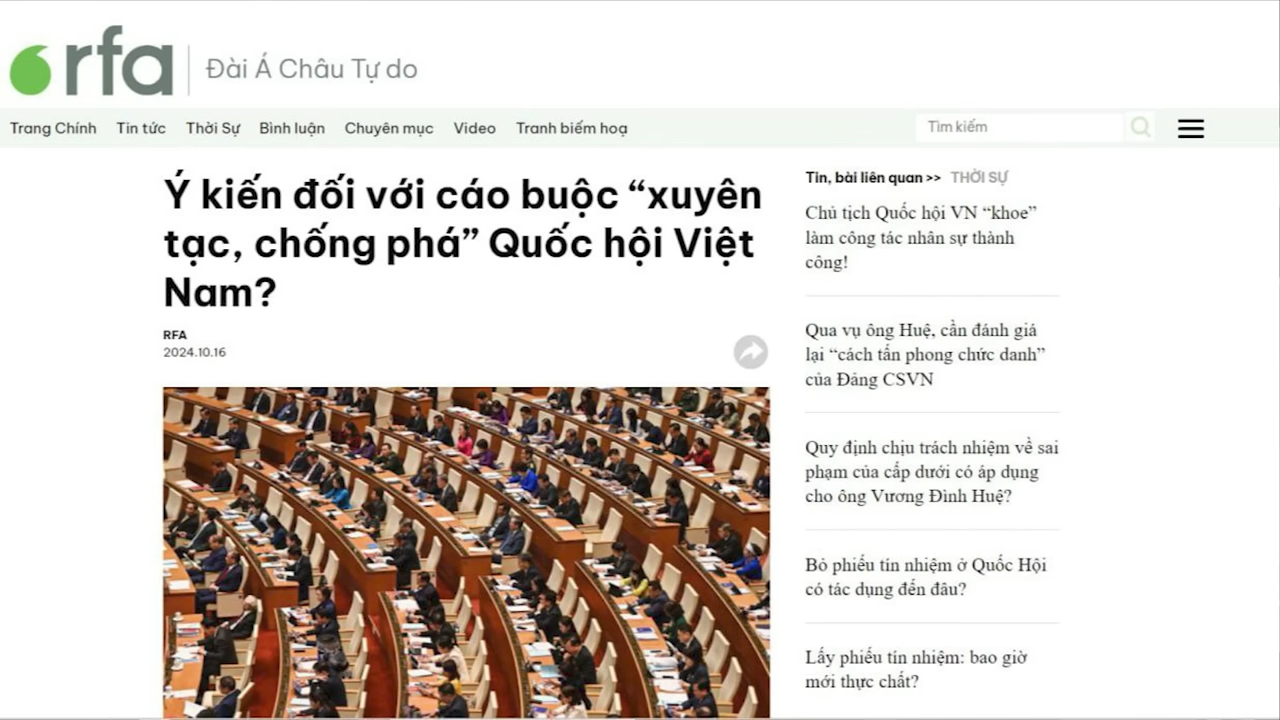 rfa
Đài Á Châu Tự do
Trang Chính Tin tức Thời Sự Bình luận Chuyên mục Video Tranh biếm hoạ
Tìm kiếm
Ý kiến đối với cáo buộc “xuyên
tạc, chống phá” Quốc hội Việt
Nam?
RFA
2024.10.16
Tin, bài liên quan >> THỜI SỰ
Chủ tịch Quốc hội VN “khoe”
làm công tác nhân sự thành
công!
Qua vụ ông Huệ, cần đánh giá
lại “cách tấn phong chức danh”
của Đảng CSVN
Quy định chịu trách nhiệm về sai
phạm của cấp dưới có áp dụng
cho ông Vương Đình Huệ?
Bỏ phiếu tín nhiệm ở Quốc Hội
có tác dụng đến đâu?
Lấy phiếu tín nhiệm: bao giờ
mới thực chất?